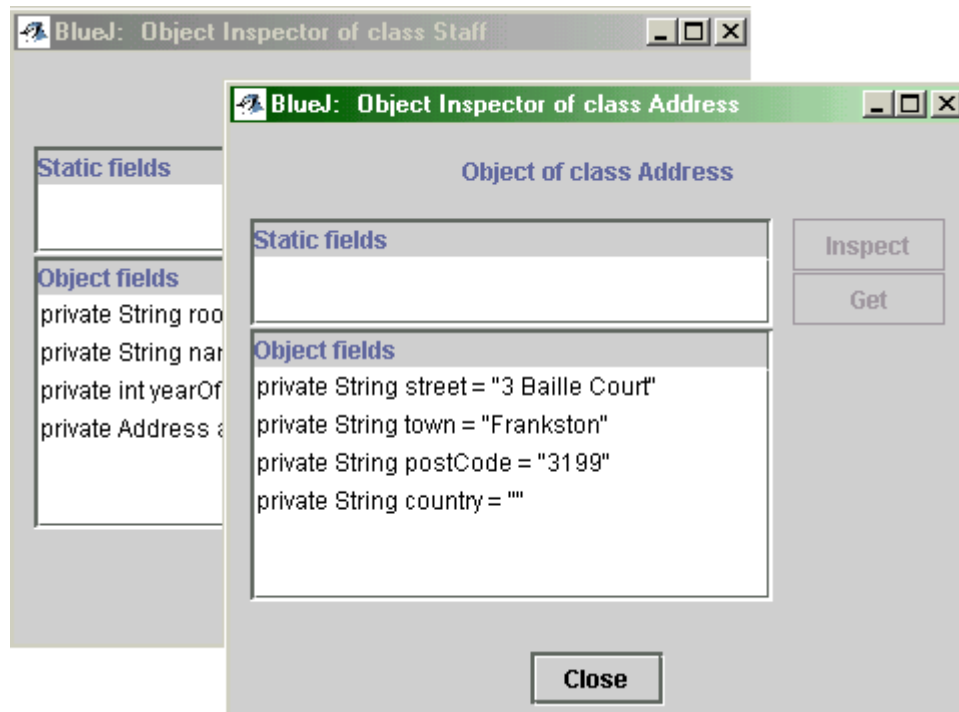 BlueJ: Object Inspector of class Staff
Static fields
Object fields
private String roo
private String nar
private int yearOf
private Address a
BlueJ: Object Inspector of class Address
Object of class Address
Static fields
Inspect
Get
Object fields
private String street = "3 Baille Court"
private String town = "Frankston"
private String postCode = "3199"
private String country = ""
Close